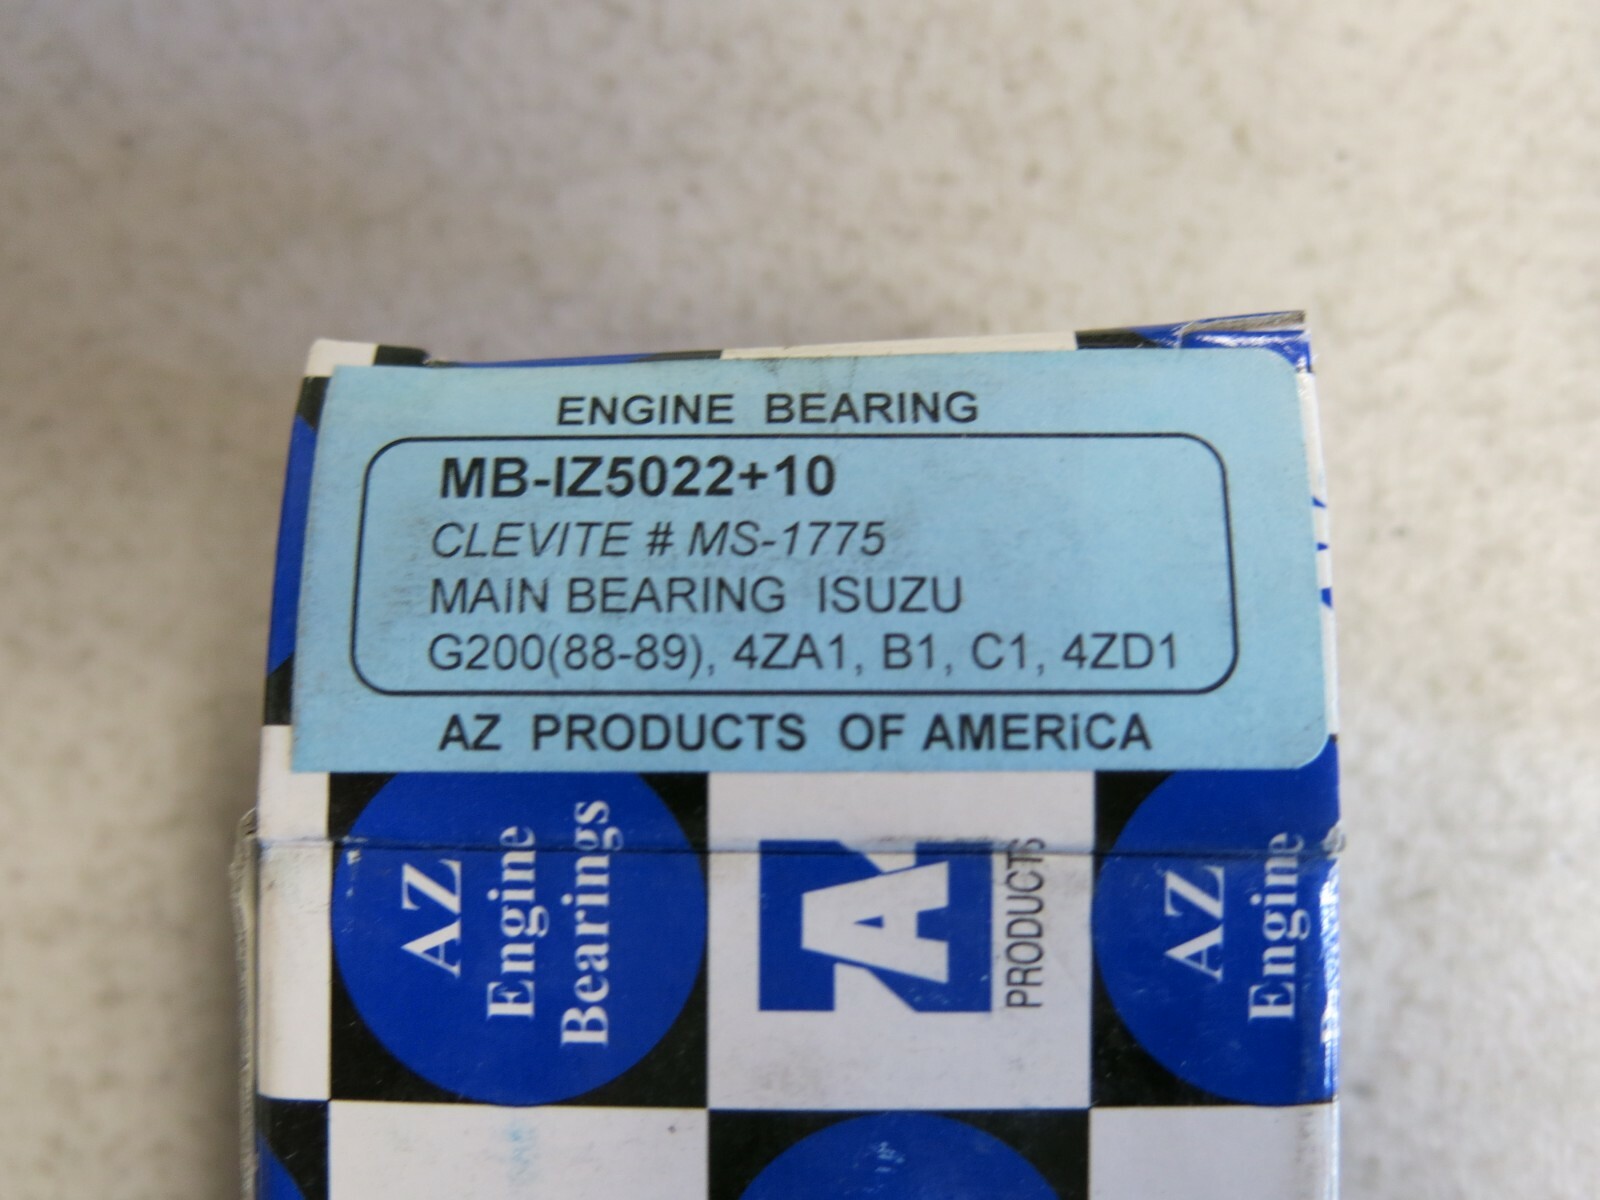 ENGINE BEARING
MB-IZ5022+10
CLEVITE # MS-1775
MAIN BEARING ISUZU
G200(88-89), 4ZA1, B1, C1, 4ZD1
AZ PRODUCTS OF AMERiCA
AZ
Engine
Bearings
AZ
PRODUCTS
AZ
Engine